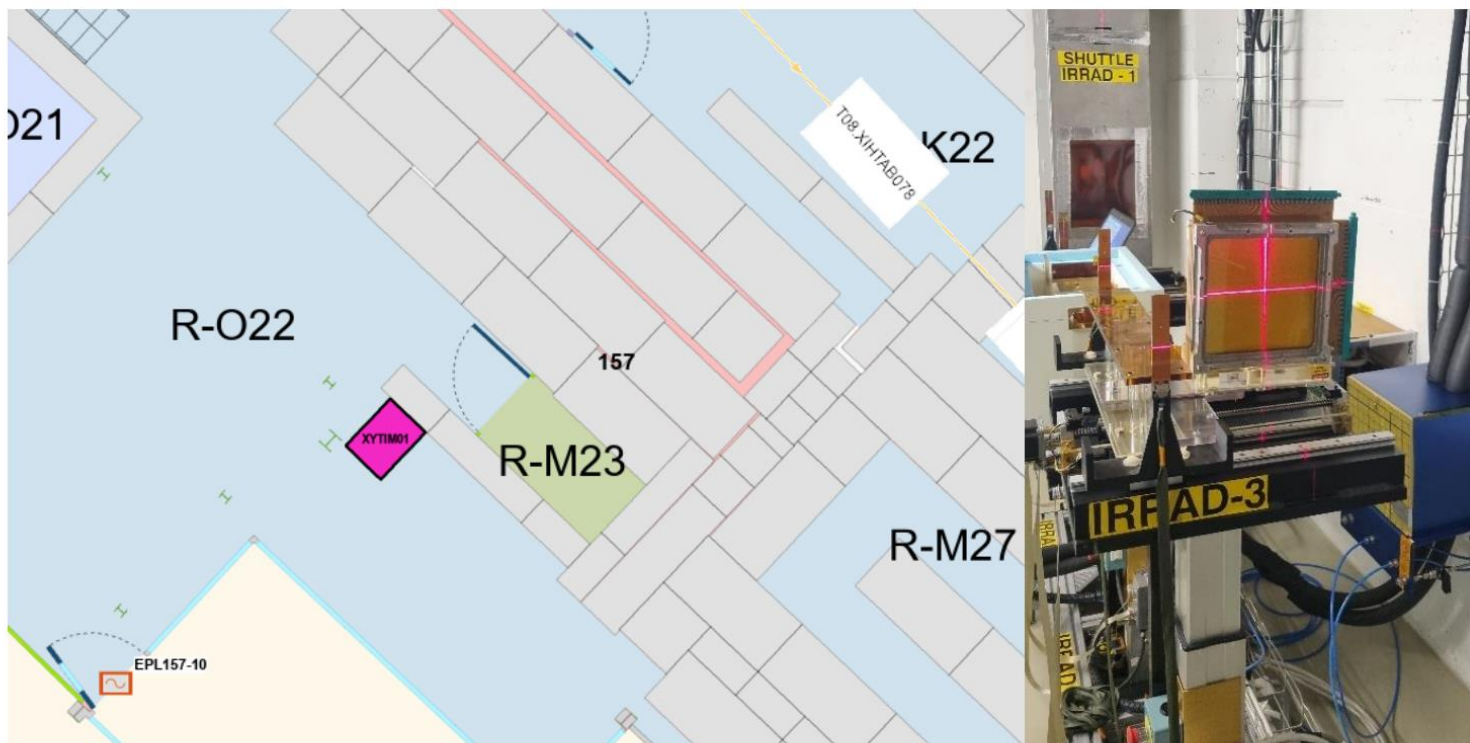 O21
T08.XIHTAB078
K22
R-O22
157
XYTIM01
R-M23
R-M27
EPL157-10
SHUTTLE
IRRAD - 1
IRRAD-3